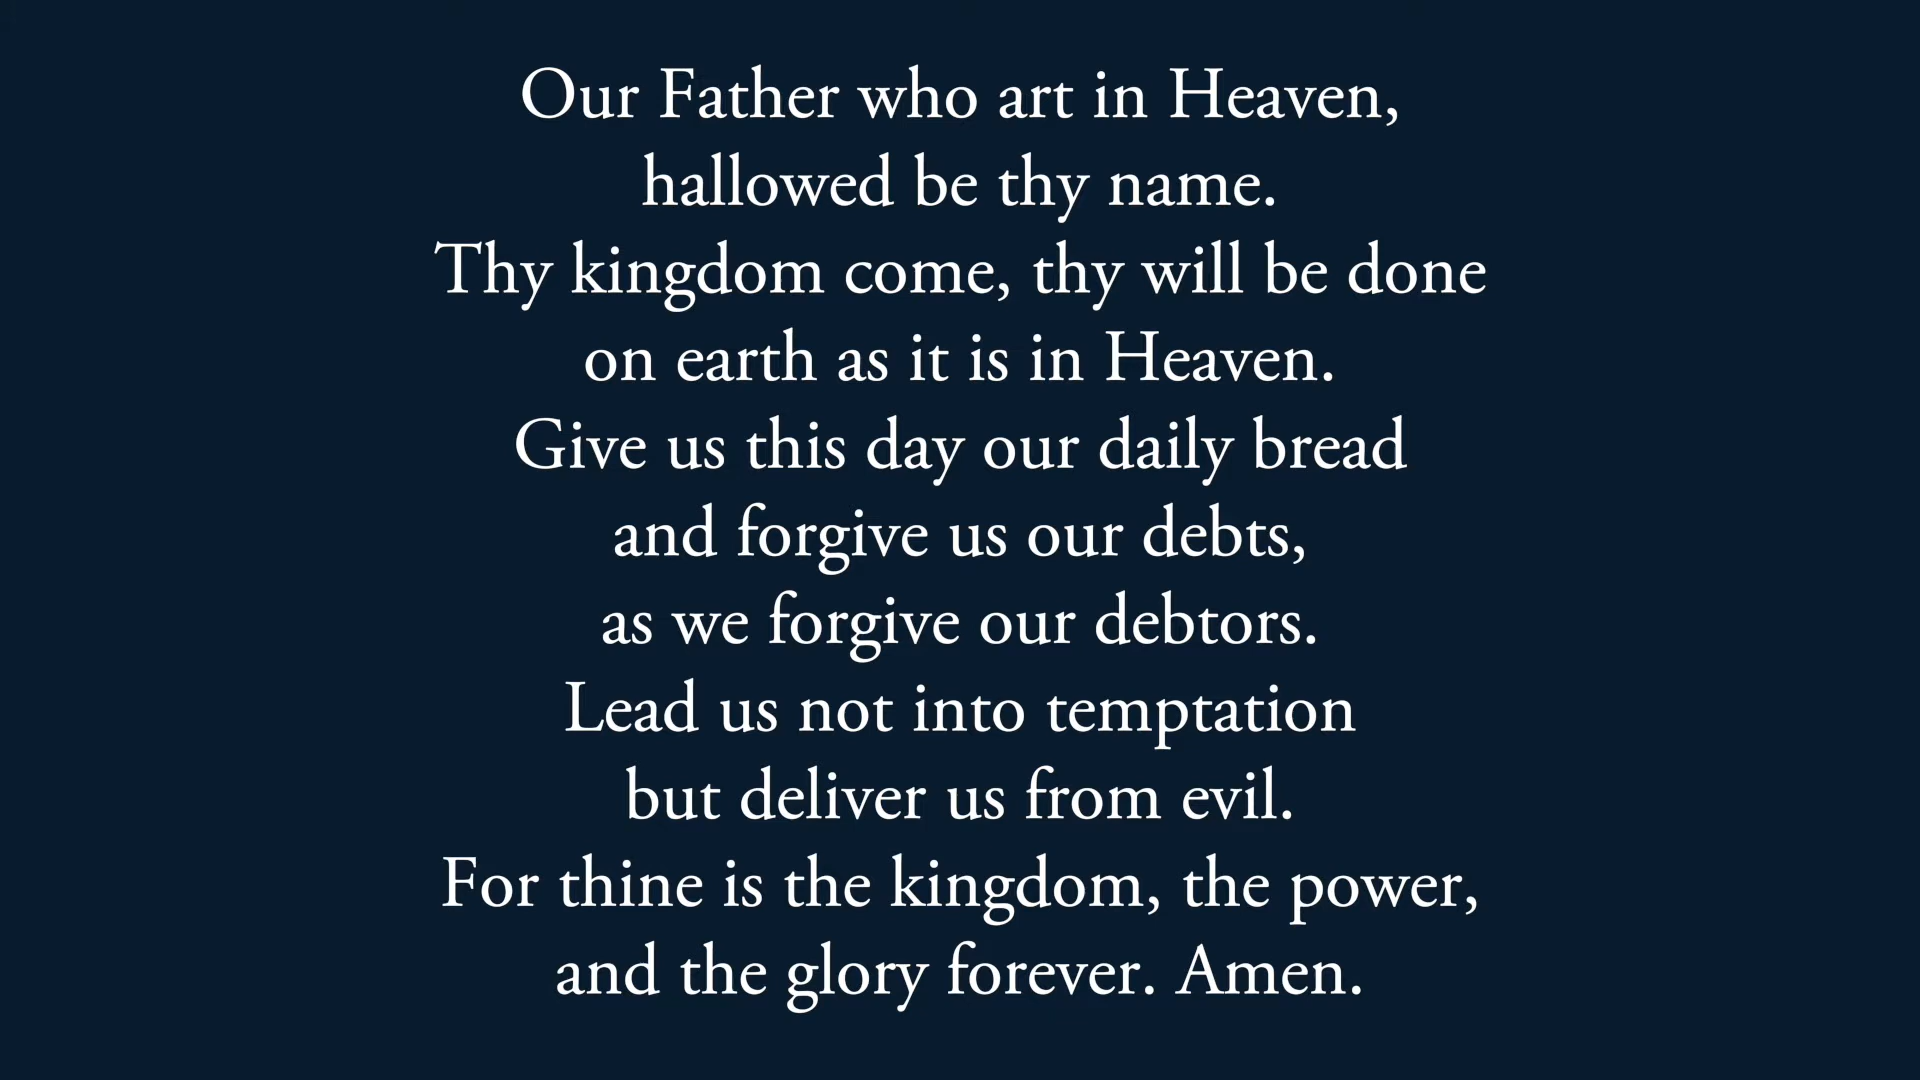 Our Father who art in Heaven,
hallowed be thy name.
Thy kingdom come, thy will be done
on earth as it is in Heaven.
Give us this day our daily bread
and forgive us our debts,
as we forgive our debtors.
Lead us not into temptation
but deliver us from evil.
For thine is the kingdom, the power,
and the glory forever. Amen.